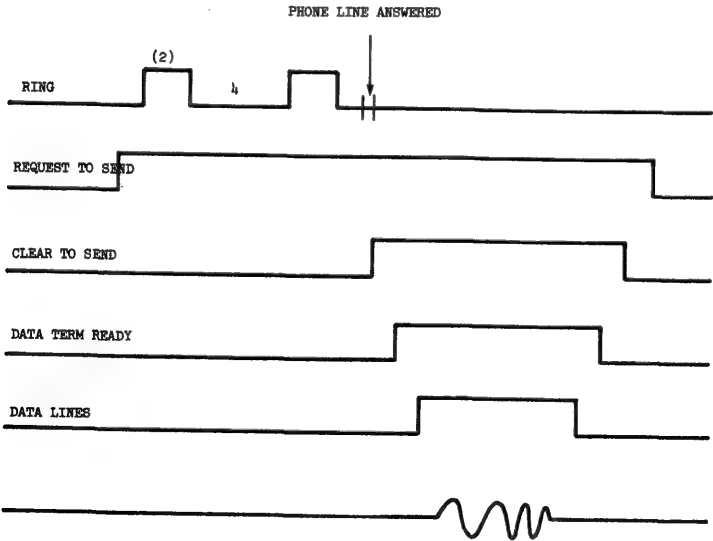 PHONE LINE ANSWERED
(2)
RING
4
REQUEST TO SEND
CLEAR TO SEND
DATA TERM READY
DATA LINES